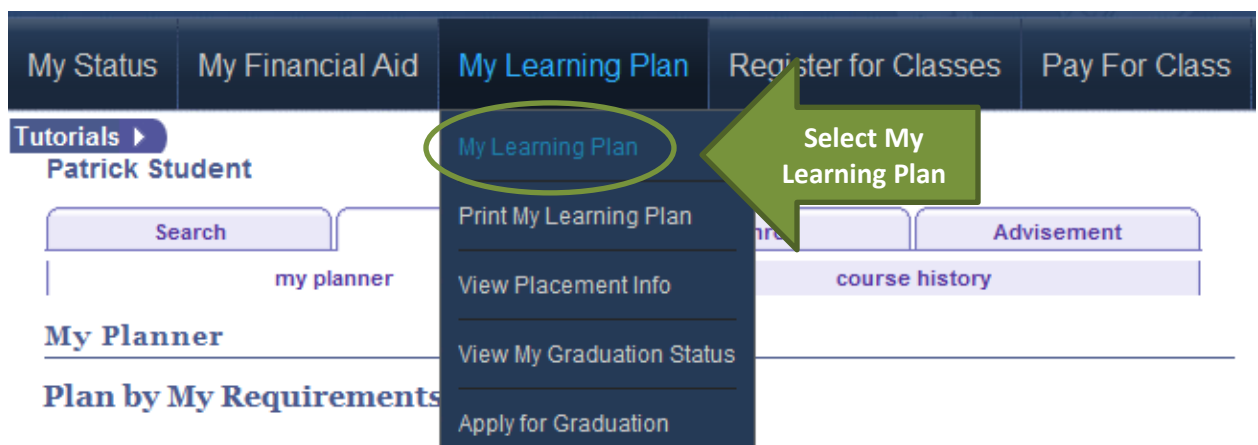 My Status My Financial Aid My Learning Plan Register for Classes Pay For Class
Tutorials
Patrick Student
My Learning Plan
Select My
Learning Plan
Print My Learning Plan
View Placement Info
View My Graduation Status
Apply for Graduation
Search
Advisement
my planner
course history
My Planner
Plan by My Requirements